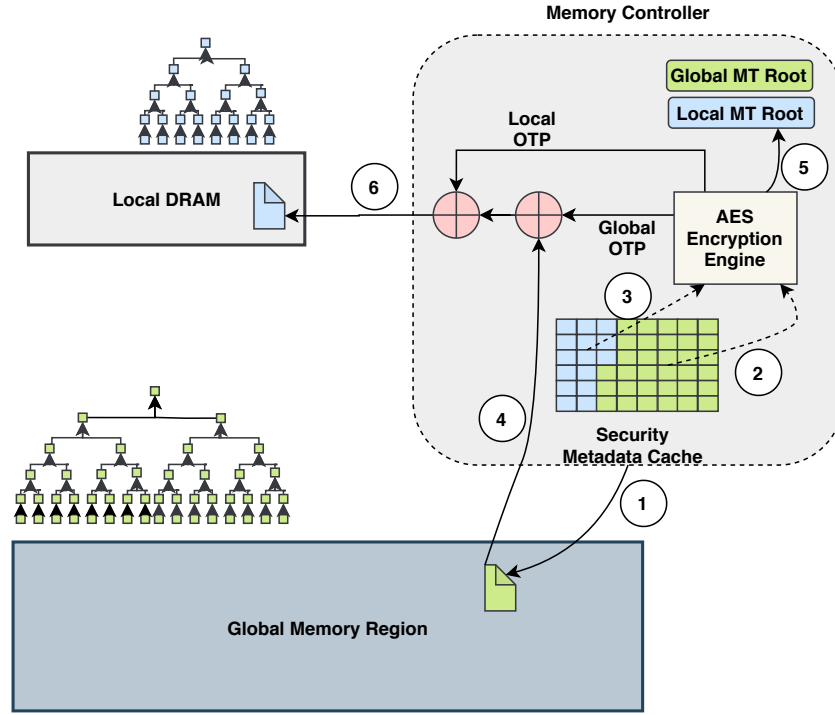 Memory Controller
Global MT Root
Local MT Root
Local
OTP
5
6
Local DRAM
AES
Encryption
Engine
Global
OTP
3
2
4
Security
Metadata Cache
1
Global Memory Region